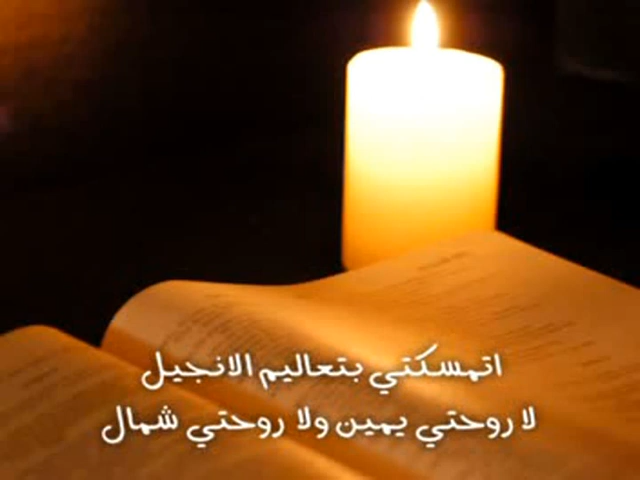 اتمسكتي بتعاليم الانجيل
لا روحتي يمين ولا روحتي شمال